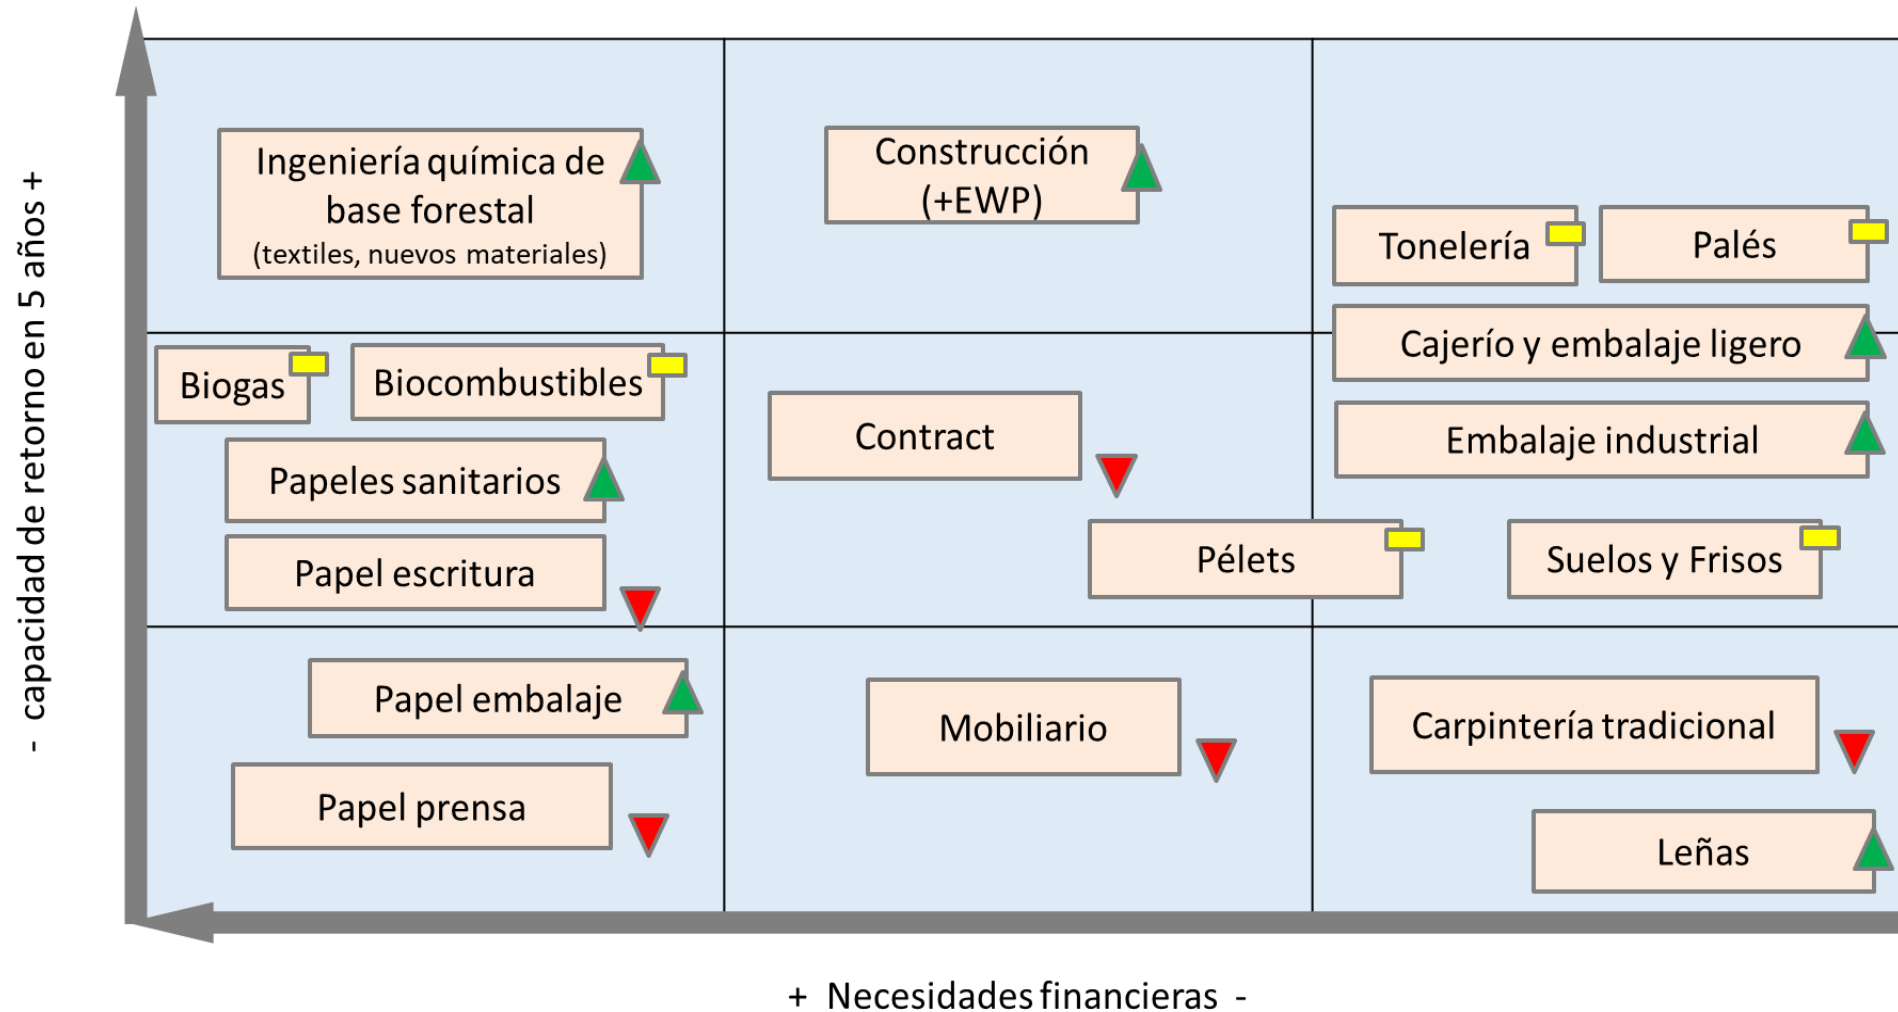 - capacidad de retorno en 5 años +
Ingeniería química de
base forestal
(textiles, nuevos materiales)
Construcción
(+EWP)
Tonelería
Palés
Cajerío y embalaje ligero
Biogas
Biocombustibles
Contract
Embalaje industrial
Papeles sanitarios
Papel escritura
Pélets
Suelos y Frisos
Papel embalaje
Mobiliario
Carpintería tradicional
Papel prensa
Leñas
+ Necesidades financieras -